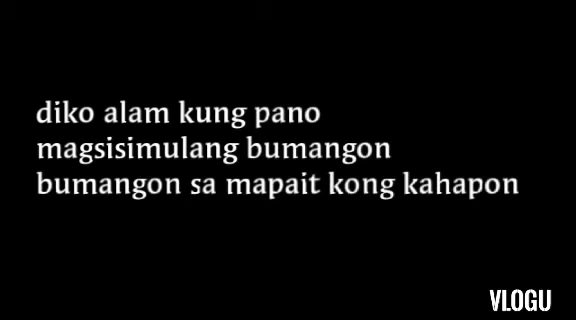 diko alam kung pano
magsisimulang bumangon
bumangon sa mapait kong kahapon
VLOGU